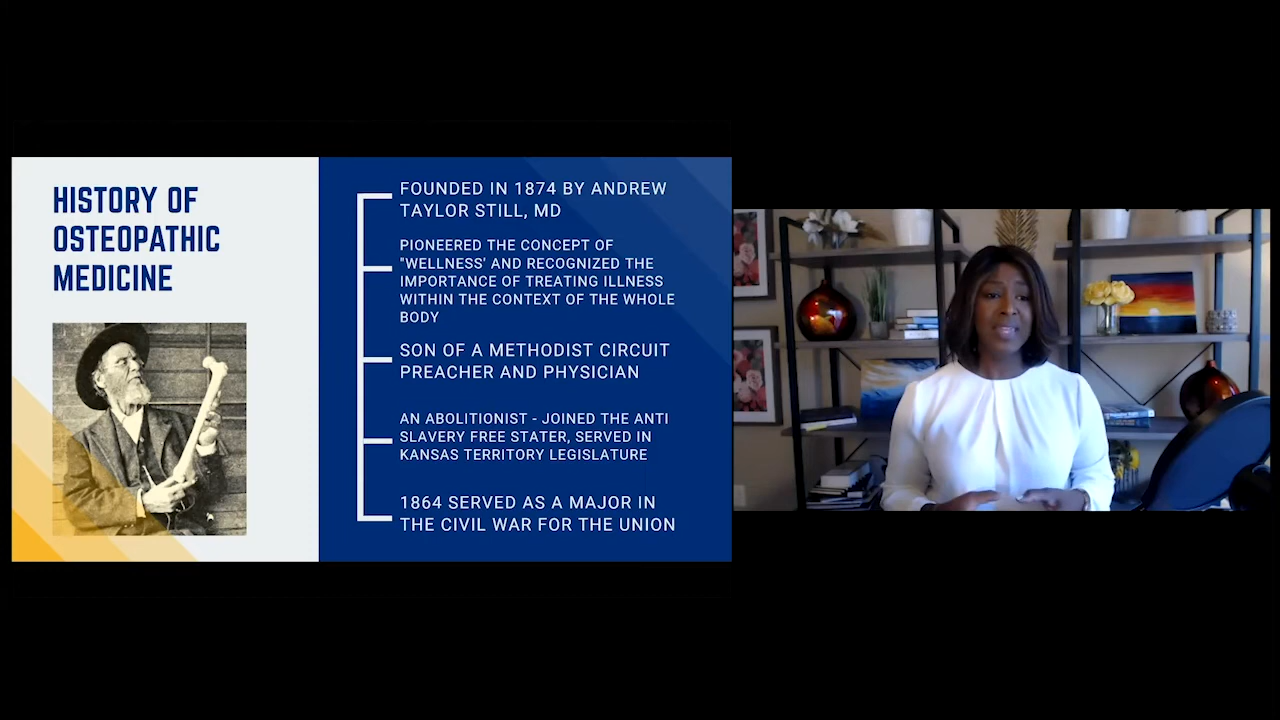 HISTORY OF
OSTEOPATHIC
MEDICINE
FOUNDED IN 1874 BY ANDREW
TAYLOR STILL, MD
PIONEERED THE CONCEPT OF
"WELLNESS' AND RECOGNIZED THE
IMPORTANCE OF TREATING ILLNESS
WITHIN THE CONTEXT OF THE WHOLE
BODY
SON OF A METHODIST CIRCUIT
PREACHER AND PHYSICIAN
AN ABOLITIONIST - JOINED THE ANTI
SLAVERY FREE STATER, SERVED IN
KANSAS TERRITORY LEGISLATURE
1864 SERVED AS A MAJOR IN
THE CIVIL WAR FOR THE UNION